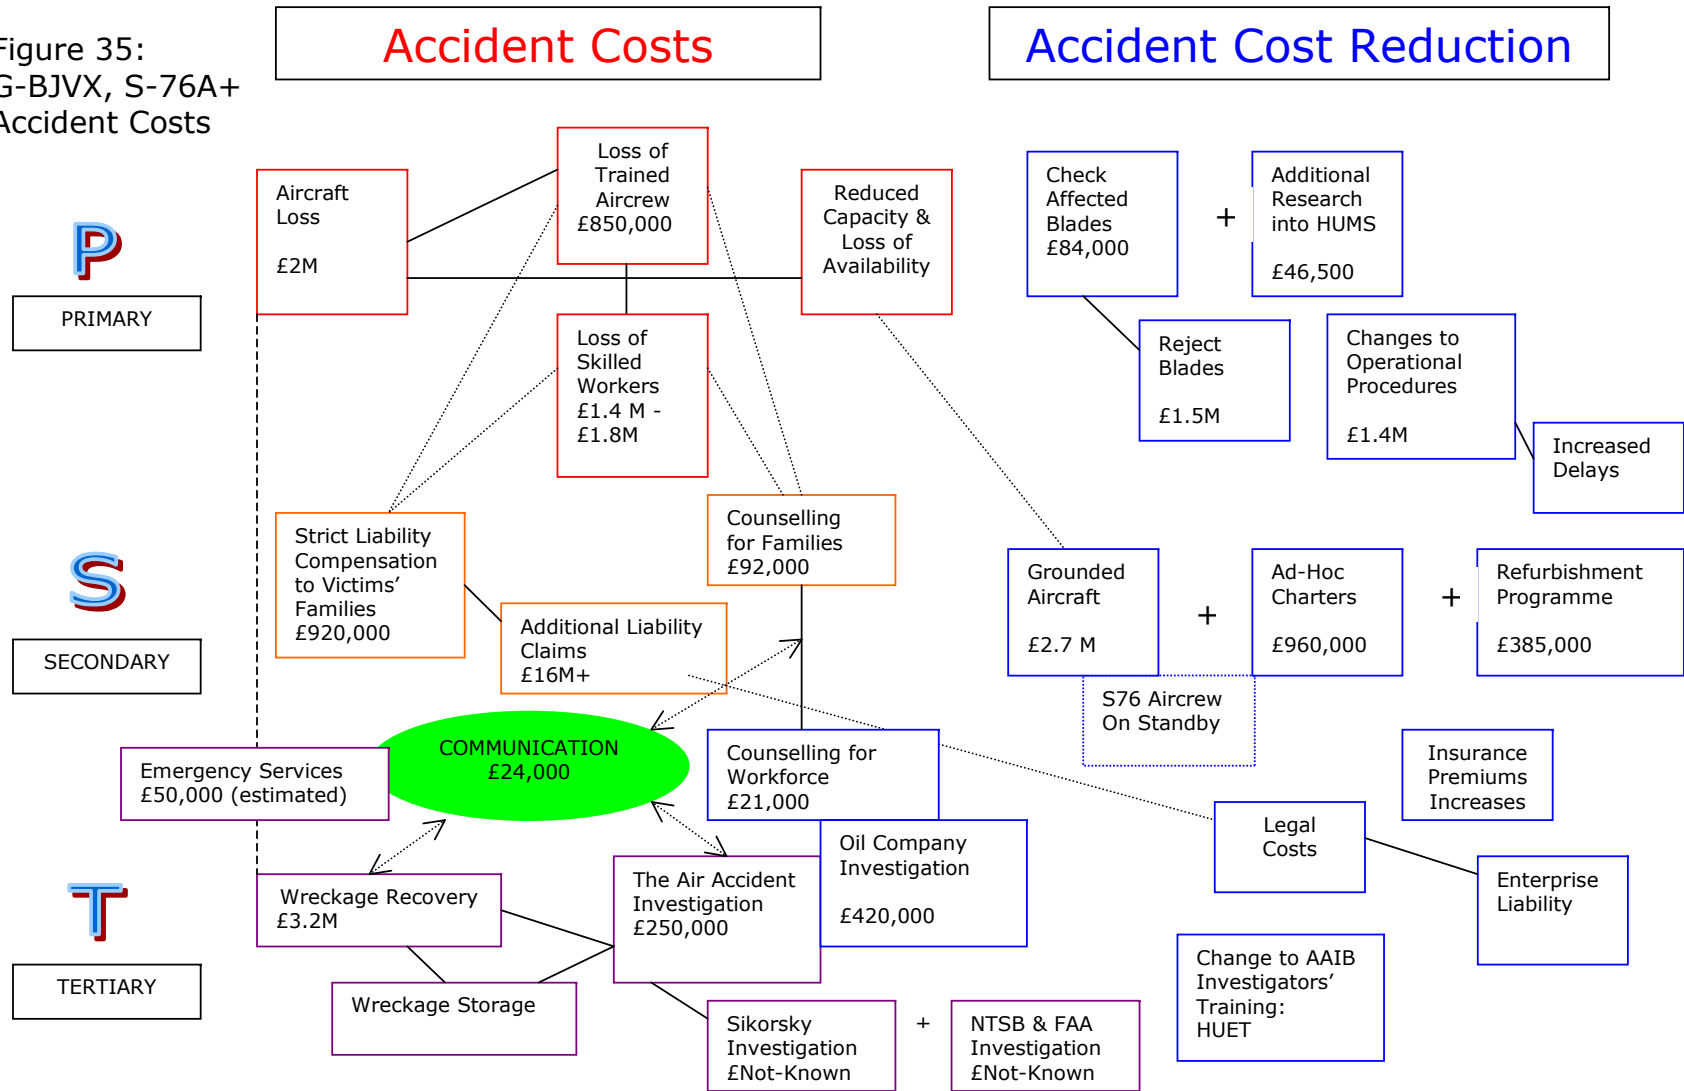 Figure 35:
G-BJVX, S-76A+
Accident Costs
Accident Costs
Accident Cost Reduction
P
PRIMARY
Aircraft
Loss
£2M
Loss of
Trained
Aircrew
£850,000
Reduced
Capacity &
Loss of
Availability
Loss of
Skilled
Workers
£1.4 M -
£1.8M
Check
Affected
Blades
£84,000
+
Additional
Research
into HUMS
£46,500
Reject
Blades
£1.5M
Changes to
Operational
Procedures
£1.4M
Increased
Delays
S
SECONDARY
Strict Liability
Compensation
to Victims’
Families
£920,000
Additional Liability
Claims
£16M+
Counselling
for Families
£92,000
Grounded
Aircraft
£2.7 M
+
Ad-Hoc
Charters
£960,000
+
Refurbishment
Programme
£385,000
S76 Aircrew
On Standby
COMMUNICATION
£24,000
Emergency Services
£50,000 (estimated)
Counselling for
Workforce
£21,000
Insurance
Premiums
Increases
Legal
Costs
Enterprise
Liability
T
TERTIARY
Wreckage Recovery
£3.2M
The Air Accident
Investigation
£250,000
Oil Company
Investigation
£420,000
Wreckage Storage
Sikorsky
Investigation
£Not-Known
+
NTSB & FAA
Investigation
£Not-Known
Change to AAIB
Investigators’
Training:
HUET